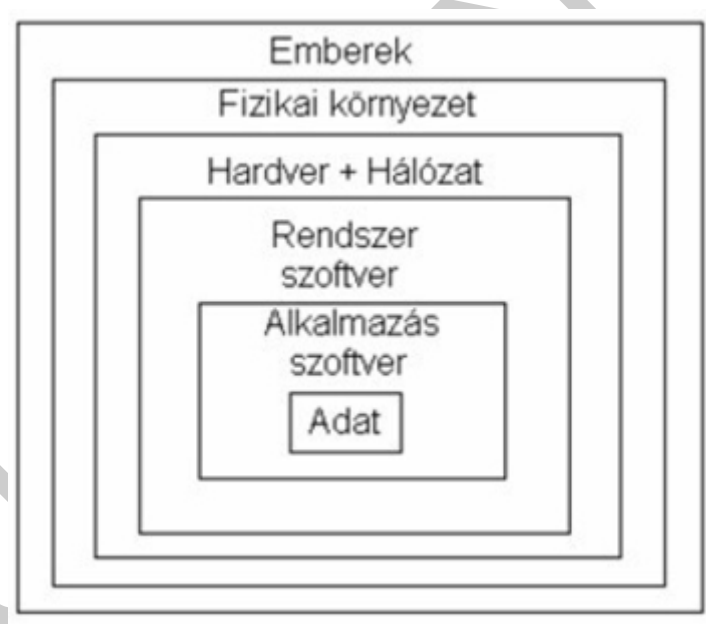 Emberek
Fizikai környezet
Hardver + Hálózat
Rendszer
szoftver
Alkalmazás
szoftver
Adat